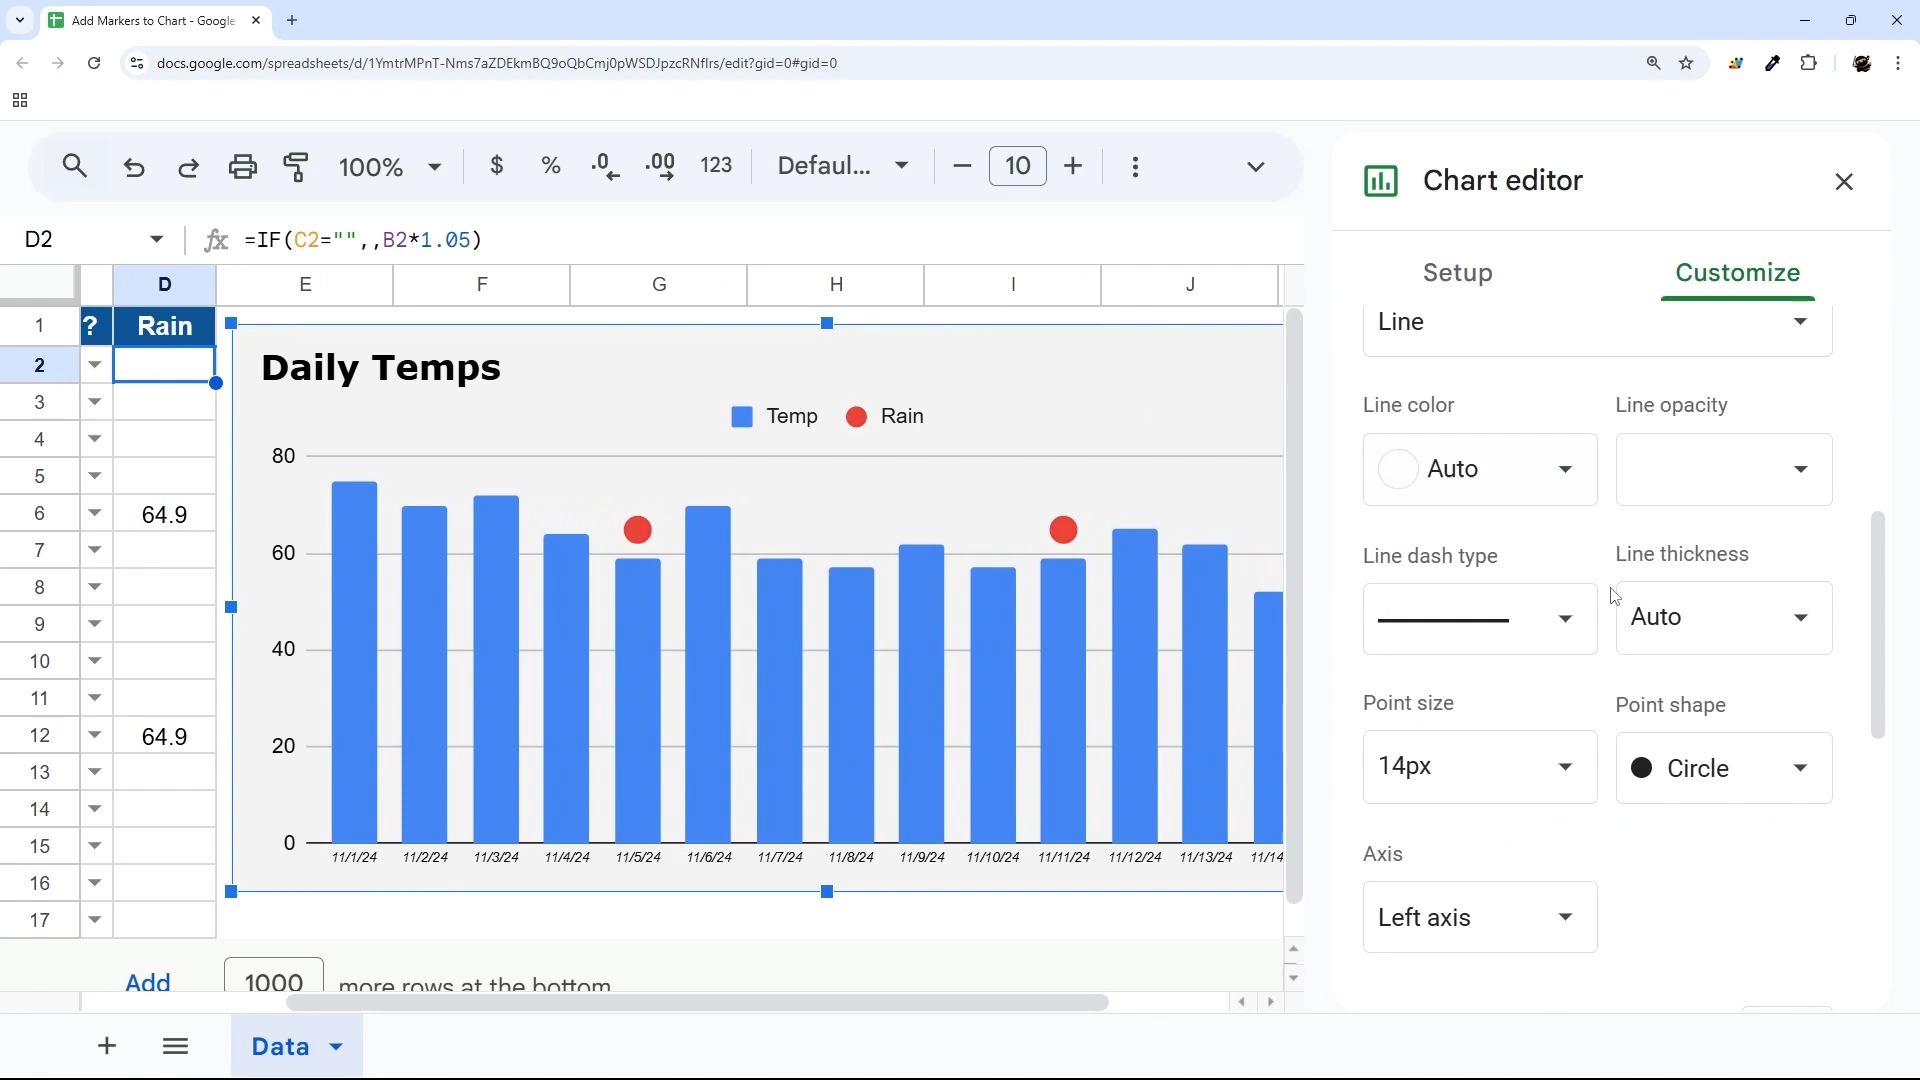 Add Markers to Chart - Google
docs.google.com/spreadsheets/d/1YmtrMPnT-Nms7aZDEkmBQ9oQbCmj0pWSDJpzcRNfIrs/edit?gid=0#gid=0
100% $ % .0 .00 123 Defaul... 10
D2 fx =IF(C2="",,B2*1.05)
D E F G H I J
1 ? Rain
2
3
4
5
6 64.9
7
8
9
10
11
12 64.9
13
14
15
16
17
Daily Temps
Temp Rain
80
60
40
20
0
11/1/24 11/2/24 11/3/24 11/4/24 11/5/24 11/6/24 11/7/24 11/8/24 11/9/24 11/10/24 11/11/24 11/12/24 11/13/24 11/14
Add 1000 more rows at the bottom
Data
Chart editor
Setup Customize
Line
Line color Line opacity
Auto
Line dash type Line thickness
Auto
Point size Point shape
14px Circle
Axis
Left axis